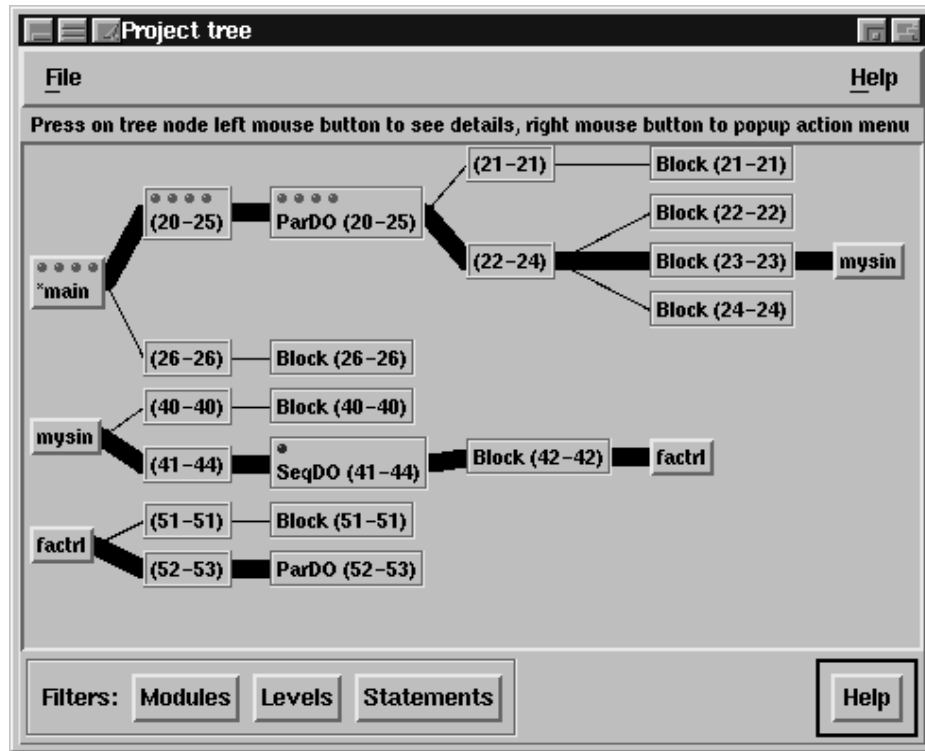 Project tree
File Help
Press on tree node left mouse button to see details, right mouse button to popup action menu
(21-21) Block (21-21)
(20-25) ParDO (20-25) Block (22-22)
(22-24) Block (23-23) mysin
*main
Block (24-24)
(26-26) Block (26-26)
(40-40) Block (40-40)
mysin
(41-44) SeqDO (41-44) Block (42-42) factrl
(51-51) Block (51-51)
factrl
(52-53) ParDO (52-53)
Filters: Modules Levels Statements Help